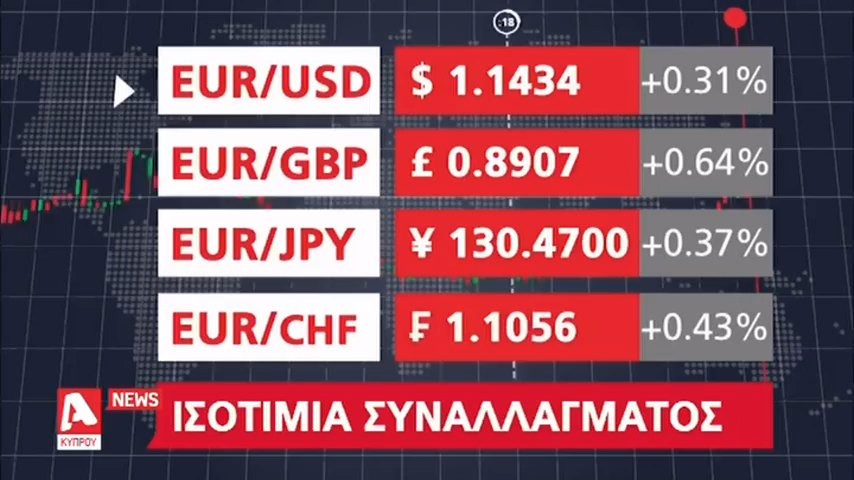 :18
EUR/USD $ 1.1434 +0.31%
EUR/GBP £ 0.8907 +0.64%
EUR/JPY ¥ 130.4700 +0.37%
EUR/CHF ₣ 1.1056 +0.43%
NEWS
ΚΥΠΡΟΥ
ΙΣΟΤΙΜΙΑ ΣΥΝΑΛΛΑΓΜΑΤΟΣ